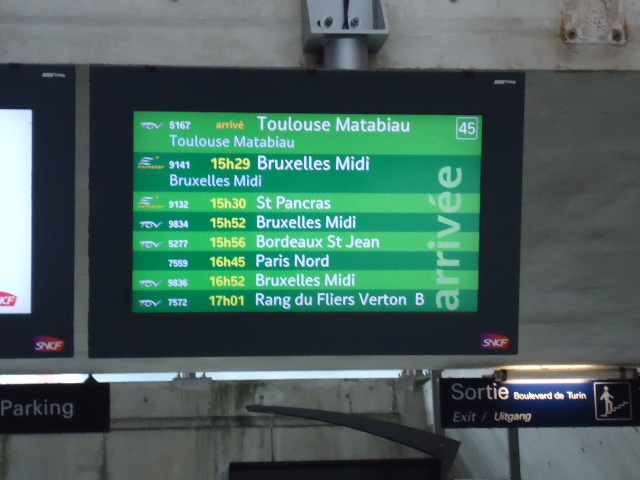 TGV 5167 arrivé Toulouse Matabiau 45
Toulouse Matabiau
eurostar 9141 15h29 Bruxelles Midi
Bruxelles Midi
eurostar 9132 15h30 St Pancras
TGV 9834 15h52 Bruxelles Midi
TGV 5277 15h56 Bordeaux St Jean
7559 16h45 Paris Nord
TGV 9836 16h52 Bruxelles Midi
TGV 7572 17h01 Rang du Fliers Verton B
arrivée
SNCF
SNCF
Parking
Sortie Boulevard de Turin
Exit / Uitgang